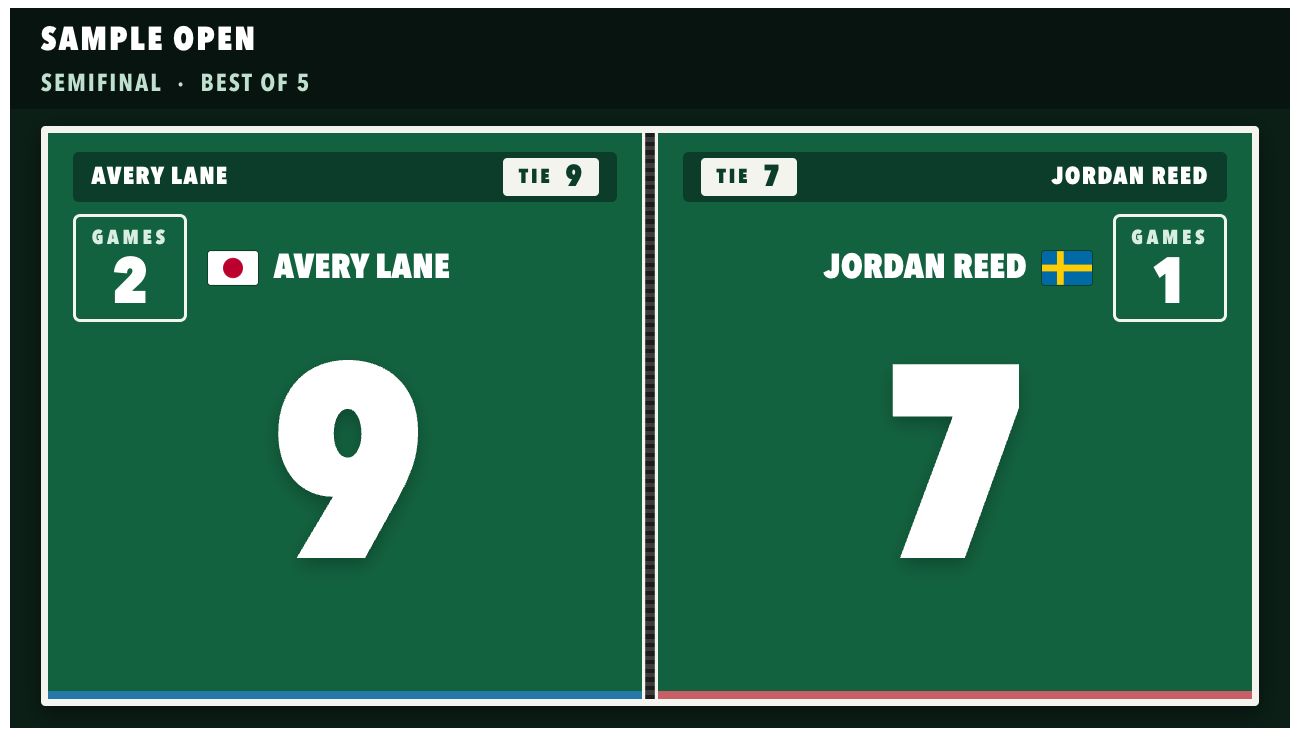 SAMPLE OPEN
SEMIFINAL · BEST OF 5
AVERY LANE
TIE 9
TIE 7
JORDAN REED
GAMES
2
AVERY LANE
JORDAN REED
GAMES
1
9
7